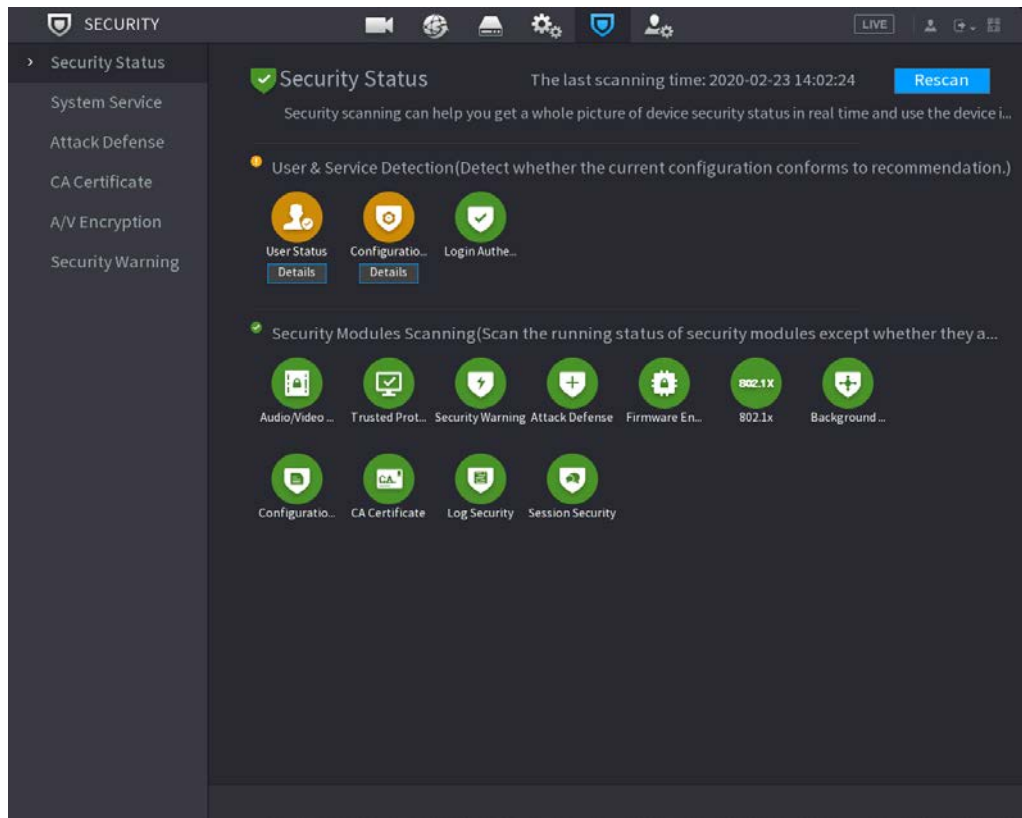 SECURITY
LIVE
Security Status
System Service
Attack Defense
CA Certificate
A/V Encryption
Security Warning
Security Status
The last scanning time: 2020-02-23 14:02:24
Rescan
Security scanning can help you get a whole picture of device security status in real time and use the device i...
User & Service Detection(Detect whether the current configuration conforms to recommendation.)
User Status Configuratio... Login Authe...
Details Details
Security Modules Scanning(Scan the running status of security modules except whether they a...
802.1X
Audio/Video ... Trusted Prot... Security Warning Attack Defense Firmware En... 802.1x Background ...
CA.
Configuratio... CA Certificate Log Security Session Security